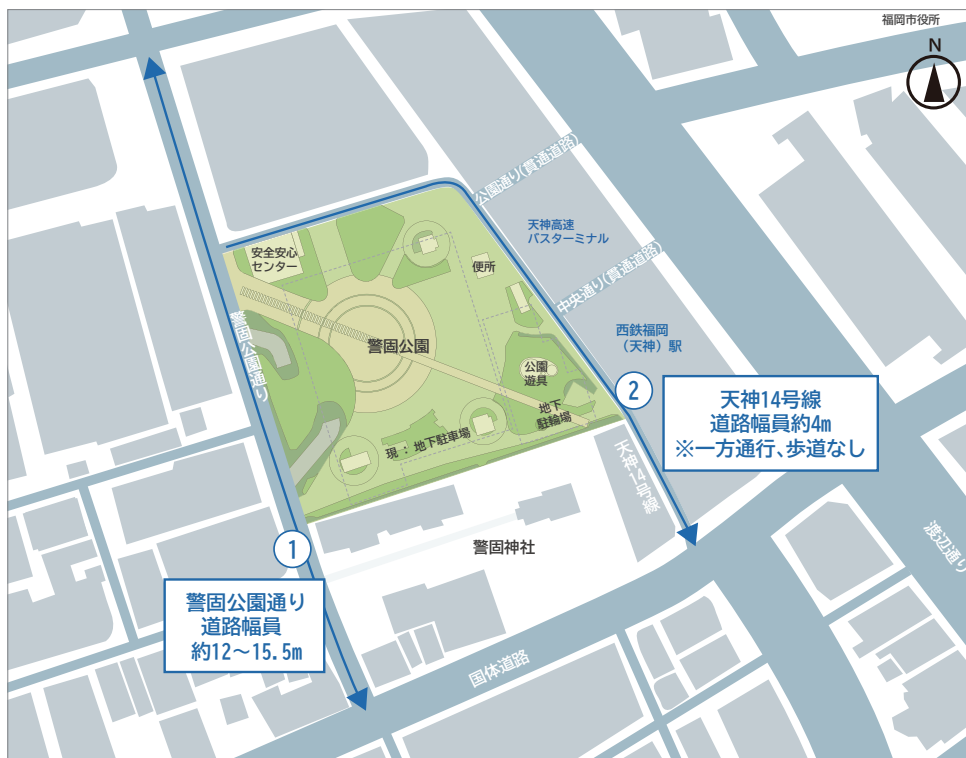 福岡市役所
N
公園通り(貫通道路)
天神高速
バスターミナル
安全安心
センター
便所
中央通り(貫通道路)
西鉄福岡
(天神)駅
警固公園通り
警固公園
公園
遊具
地下
駐輪場
現:地下駐車場
2
天神14号線
道路幅員約4m
※一方通行、歩道なし
天神14号線
渡辺通り
警固神社
1
警固公園通り
道路幅員
約12〜15.5m
国体道路